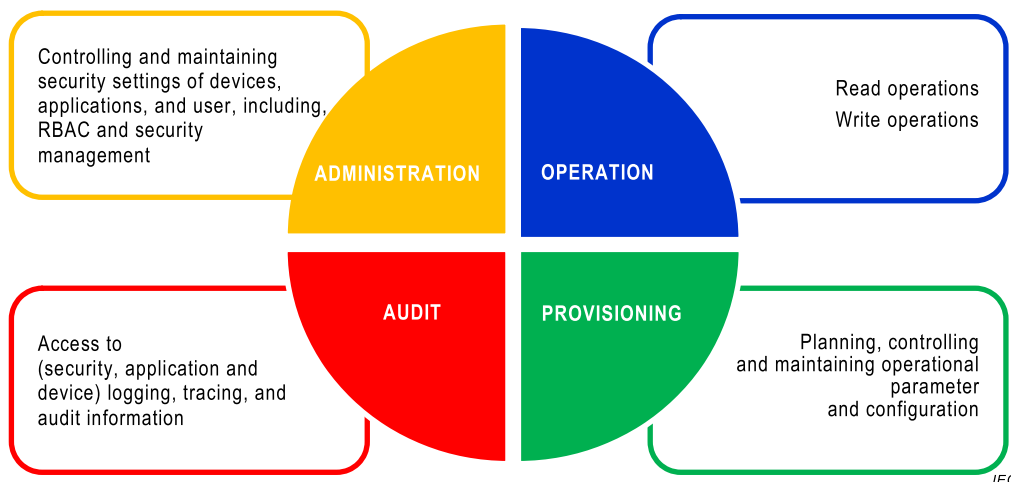 Controlling and maintaining
security settings of devices,
applications, and user, including,
RBAC and security
management
ADMINISTRATION
OPERATION
Read operations
Write operations
AUDIT
PROVISIONING
Access to
(security, application and
device) logging, tracing, and
audit information
Planning, controlling
and maintaining operational
parameter
and configuration